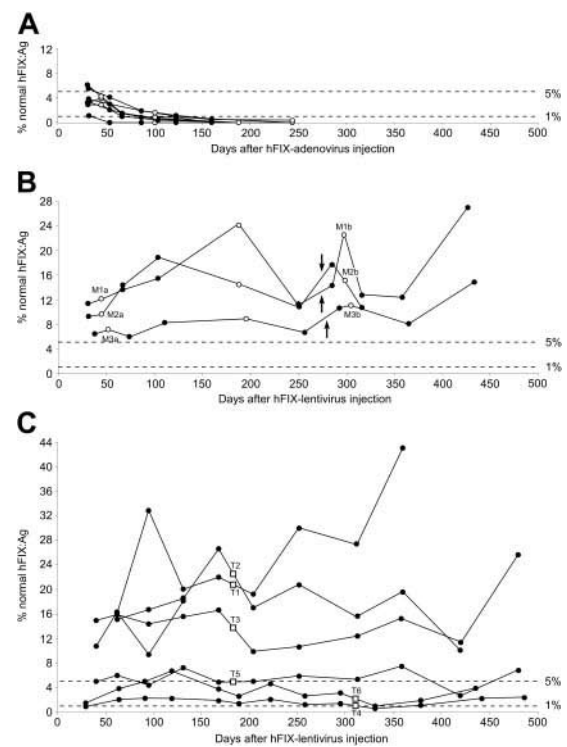 A
% normal hFIX:Ag
12
8
4
0
5%
1%
0 50 100 150 200 250 300 350 400 450 500
Days after hFIX-adenovirus injection
B
% normal hFIX:Ag
28
24
20
16
12
8
4
0
M1a
M2a
M3a
M1b
M2b
M3b
5%
1%
0 50 100 150 200 250 300 350 400 450 500
Days after hFIX-lentivirus injection
C
% normal hFIX:Ag
44
40
36
32
28
24
20
16
12
8
4
0
T2
T1
T3
T5
T6
T4
5%
1%
0 50 100 150 200 250 300 350 400 450 500
Days after hFIX-lentivirus injection